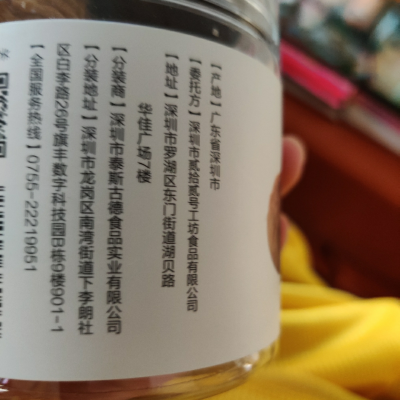 【产地】广东省深圳市
【委托方】深圳市贰拾贰号工坊食品有限公司
【地址】深圳市罗湖区东门街道湖贝路
华佳广场7楼
【分装商】深圳市泰斯古德食品实业有限公司
【分装地址】深圳市龙岗区南湾街道下李朗社
区白李路26号旗丰数字科技园B栋9楼901-1
【全国服务热线】0755-22219951